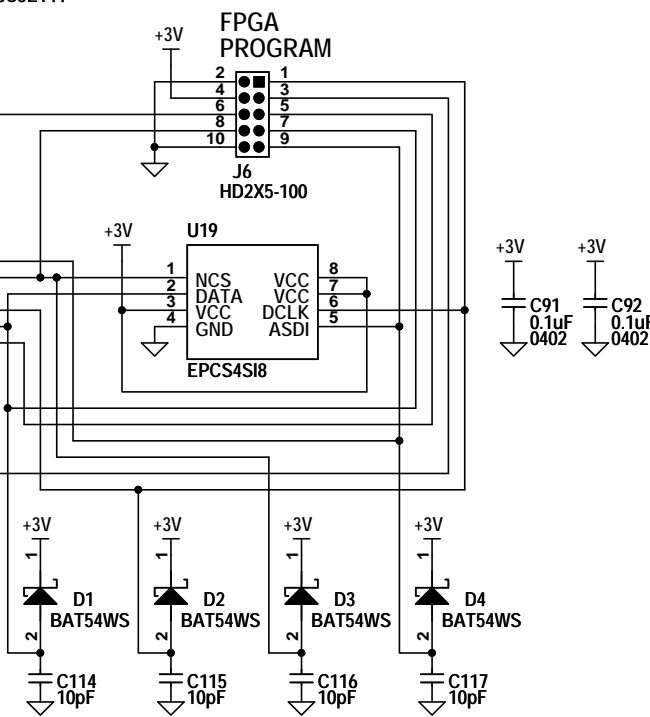 FPGA
PROGRAM
+3V
2 1
4 3
6 5
8 7
10 9
J6
HD2X5-100
+3V
U19
1 NCS VCC 8
2 DATA VCC 7
3 VCC DCLK 6
4 GND ASDI 5
EPCS4SI8
+3V
C91
0.1uF
0402
+3V
C92
0.1uF
0402
+3V
1
D1
BAT54WS
2
C114
10pF
+3V
1
D2
BAT54WS
2
C115
10pF
+3V
1
D3
BAT54WS
2
C116
10pF
+3V
1
D4
BAT54WS
2
C117
10pF